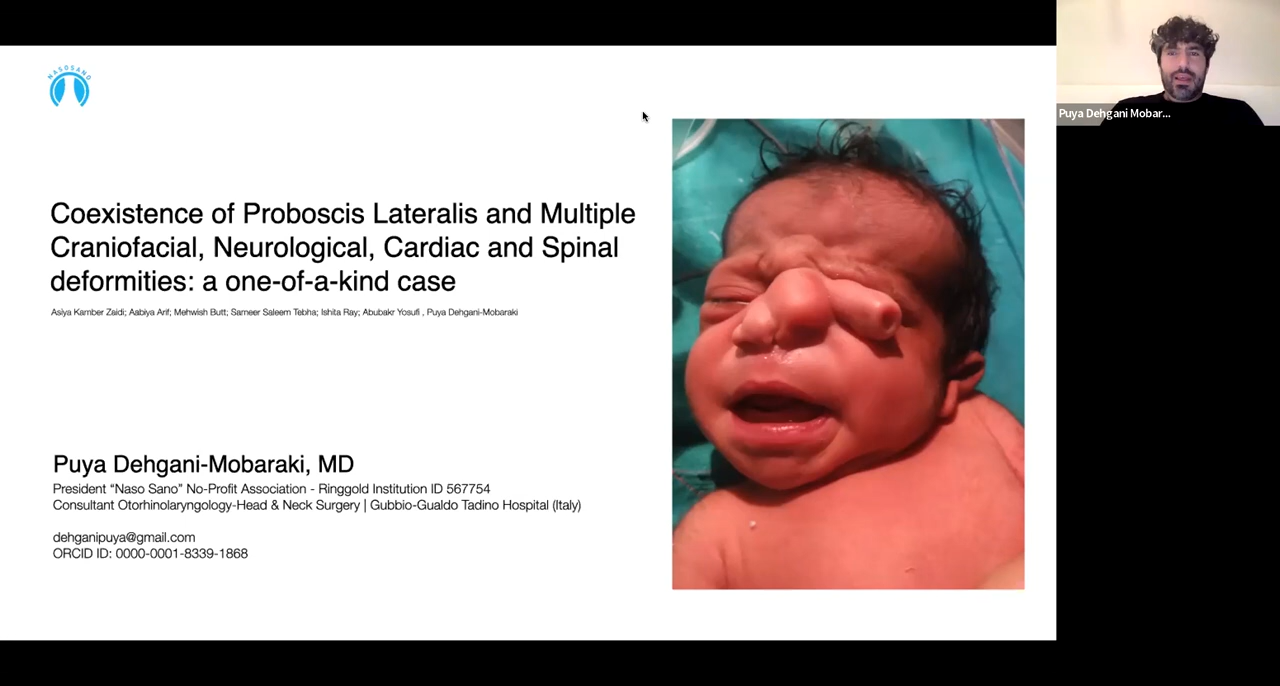 NASOSANO
Coexistence of Proboscis Lateralis and Multiple
Craniofacial, Neurological, Cardiac and Spinal
deformities: a one-of-a-kind case
Asiya Kamber Zaidi; Aabiya Arif; Mehwish Butt; Sameer Saleem Tebha; Ishita Ray; Abubakr Yosufi , Puya Dehgani-Mobaraki
Puya Dehgani-Mobaraki, MD
President “Naso Sano” No-Profit Association - Ringgold Institution ID 567754
Consultant Otorhinolaryngology-Head & Neck Surgery | Gubbio-Gualdo Tadino Hospital (Italy)
dehganipuya@gmail.com
ORCID ID: 0000-0001-8339-1868
Puya Dehgani Mobar...